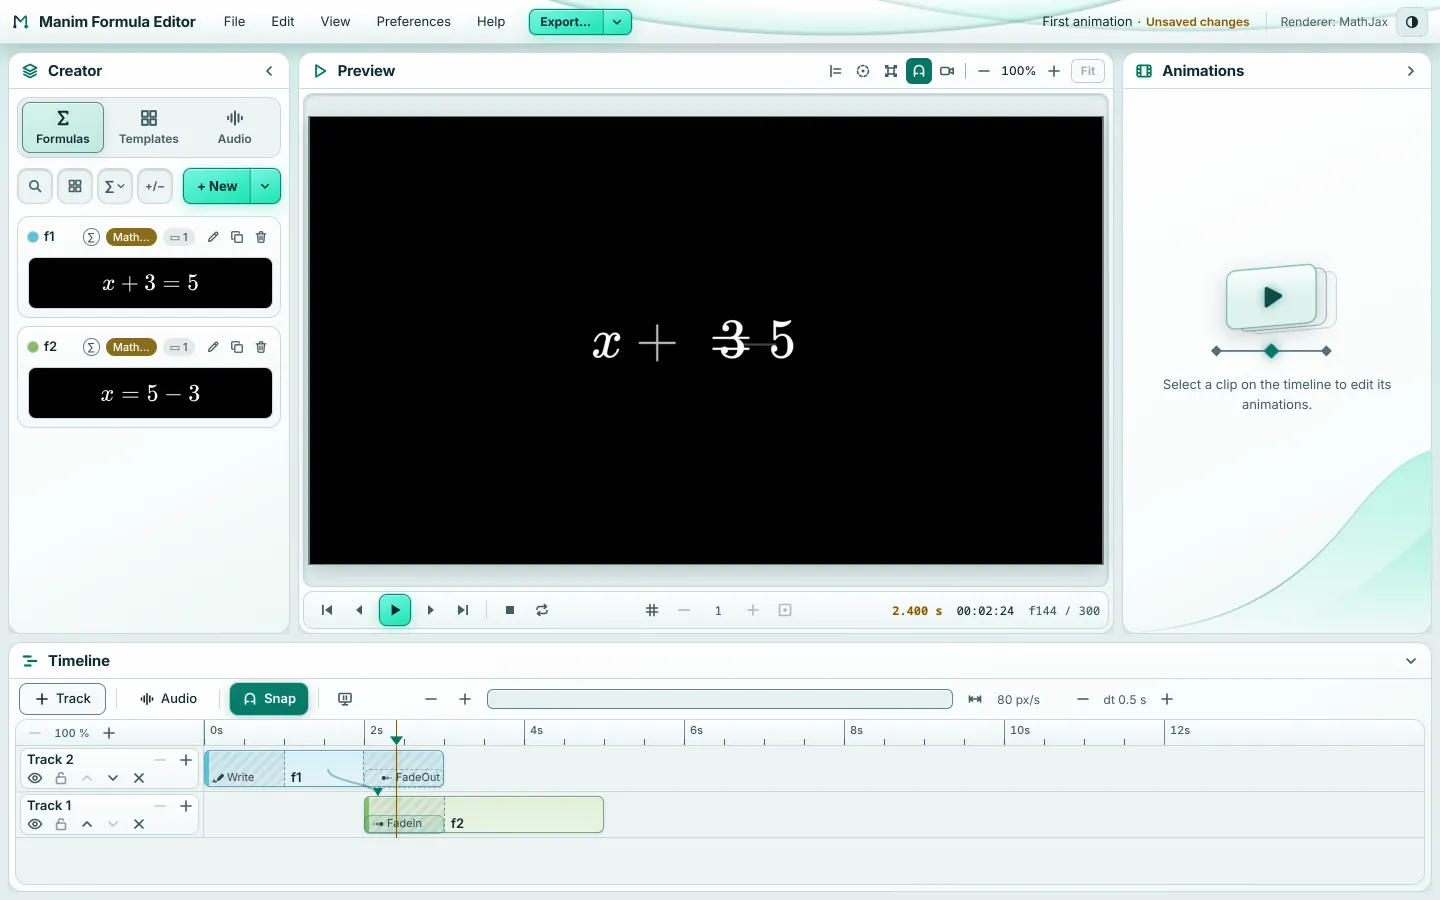 Manim Formula Editor File Edit View Preferences Help Export... First animation · Unsaved changes Renderer: MathJax
Creator
Formulas Templates Audio
+/− + New
f1 Σ Math... 1
x + 3 = 5
f2 Σ Math... 1
x = 5 − 3
Preview 100% Fit
x + 3 5
1 2.400 s 00:02:24 f144 / 300
Animations
Select a clip on the timeline to edit its
animations.
Timeline
+ Track Audio Snap 80 px/s dt 0.5 s
100 % 0s 2s 4s 6s 8s 10s 12s
Track 2
Write f1 FadeOut
Track 1
FadeIn f2